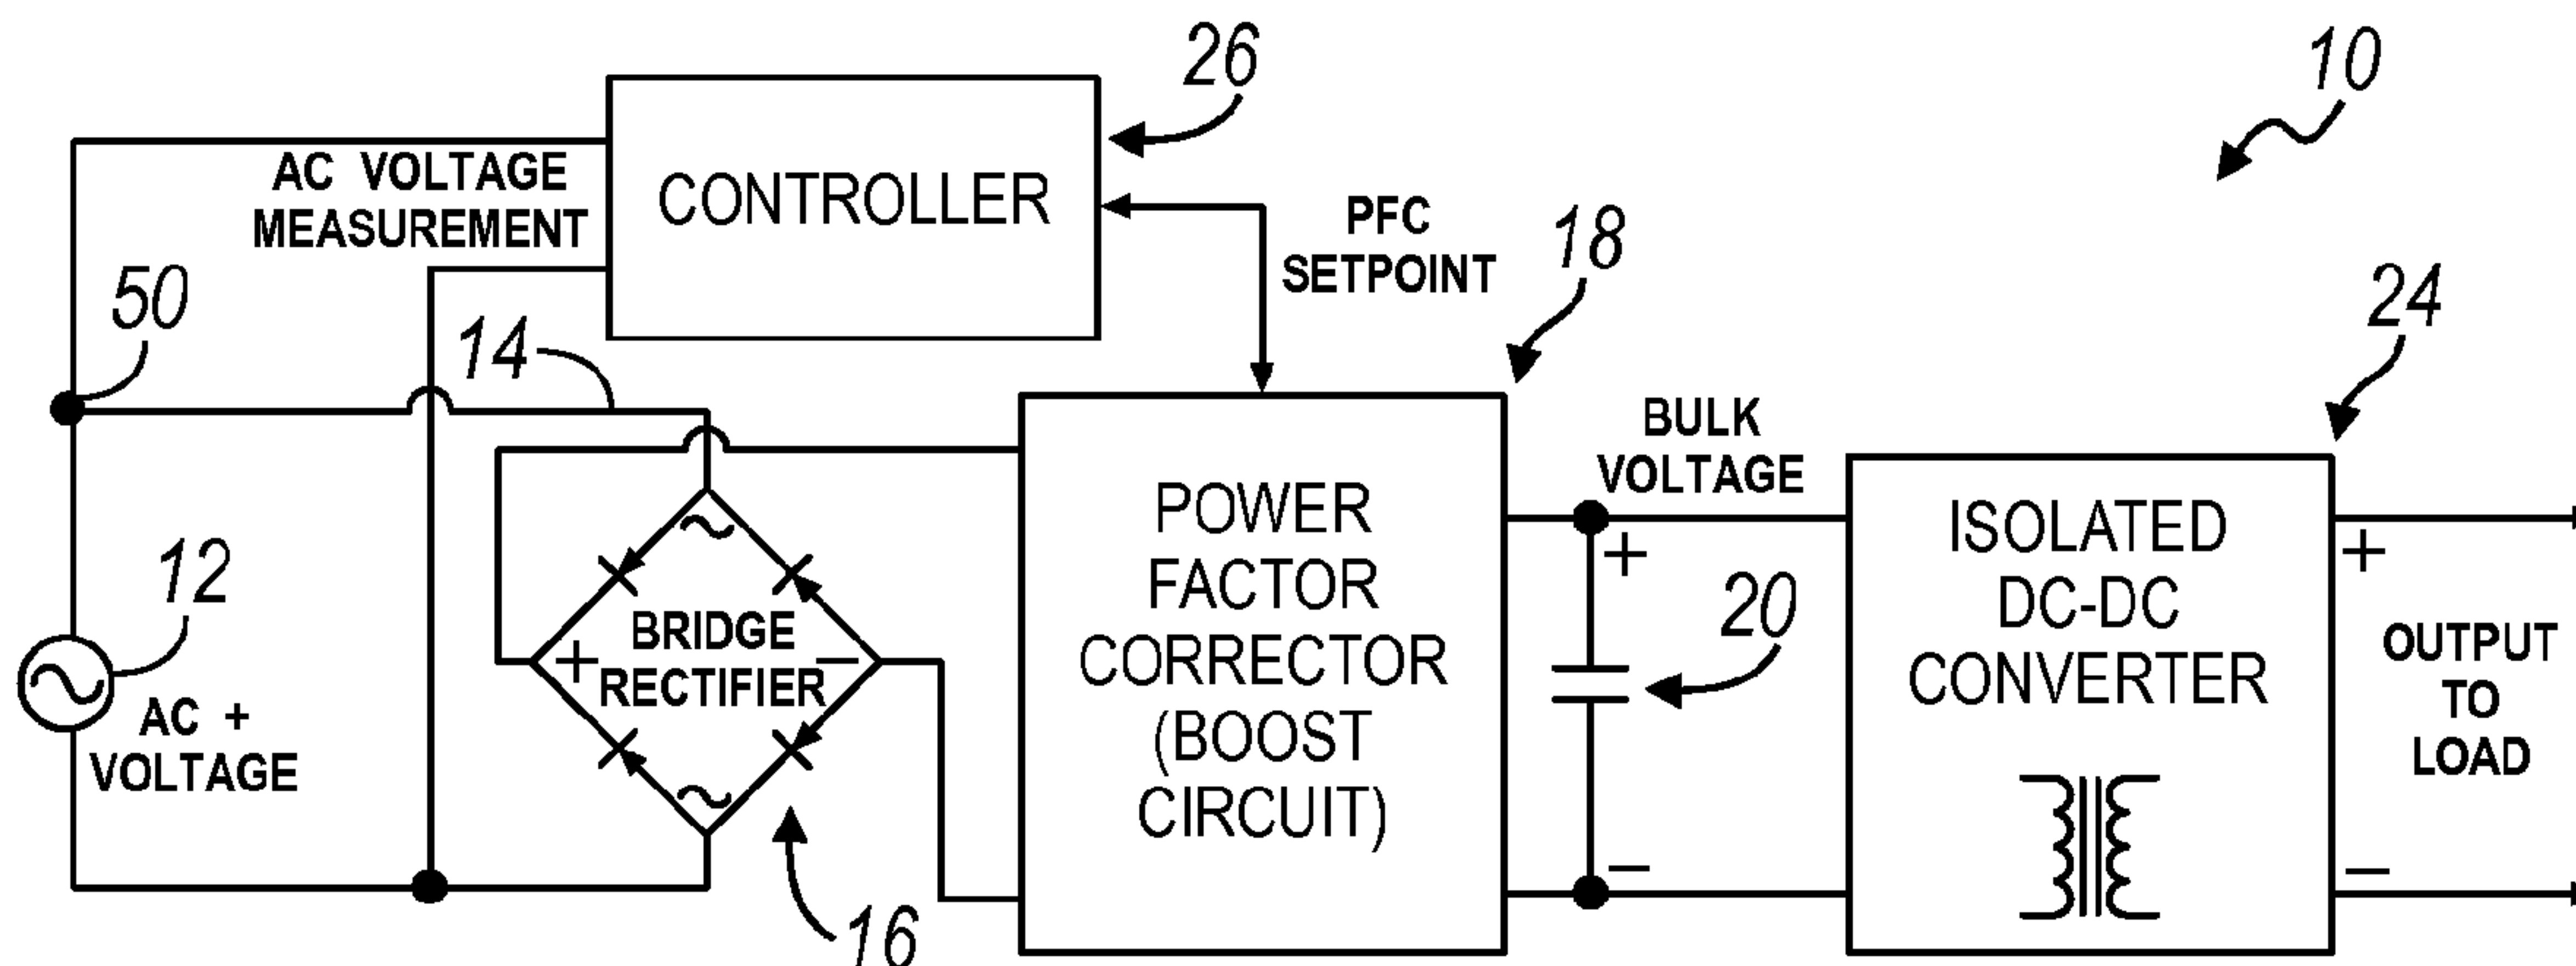 26
10
CONTROLLER
AC VOLTAGE
MEASUREMENT
PFC
SETPOINT
18
50
14
24
BULK
VOLTAGE
POWER
FACTOR
CORRECTOR
(BOOST
CIRCUIT)
ISOLATED
DC-DC
CONVERTER
+
−
+
−
20
OUTPUT
TO
LOAD
12
AC +
VOLTAGE
BRIDGE
RECTIFIER
+
−
16